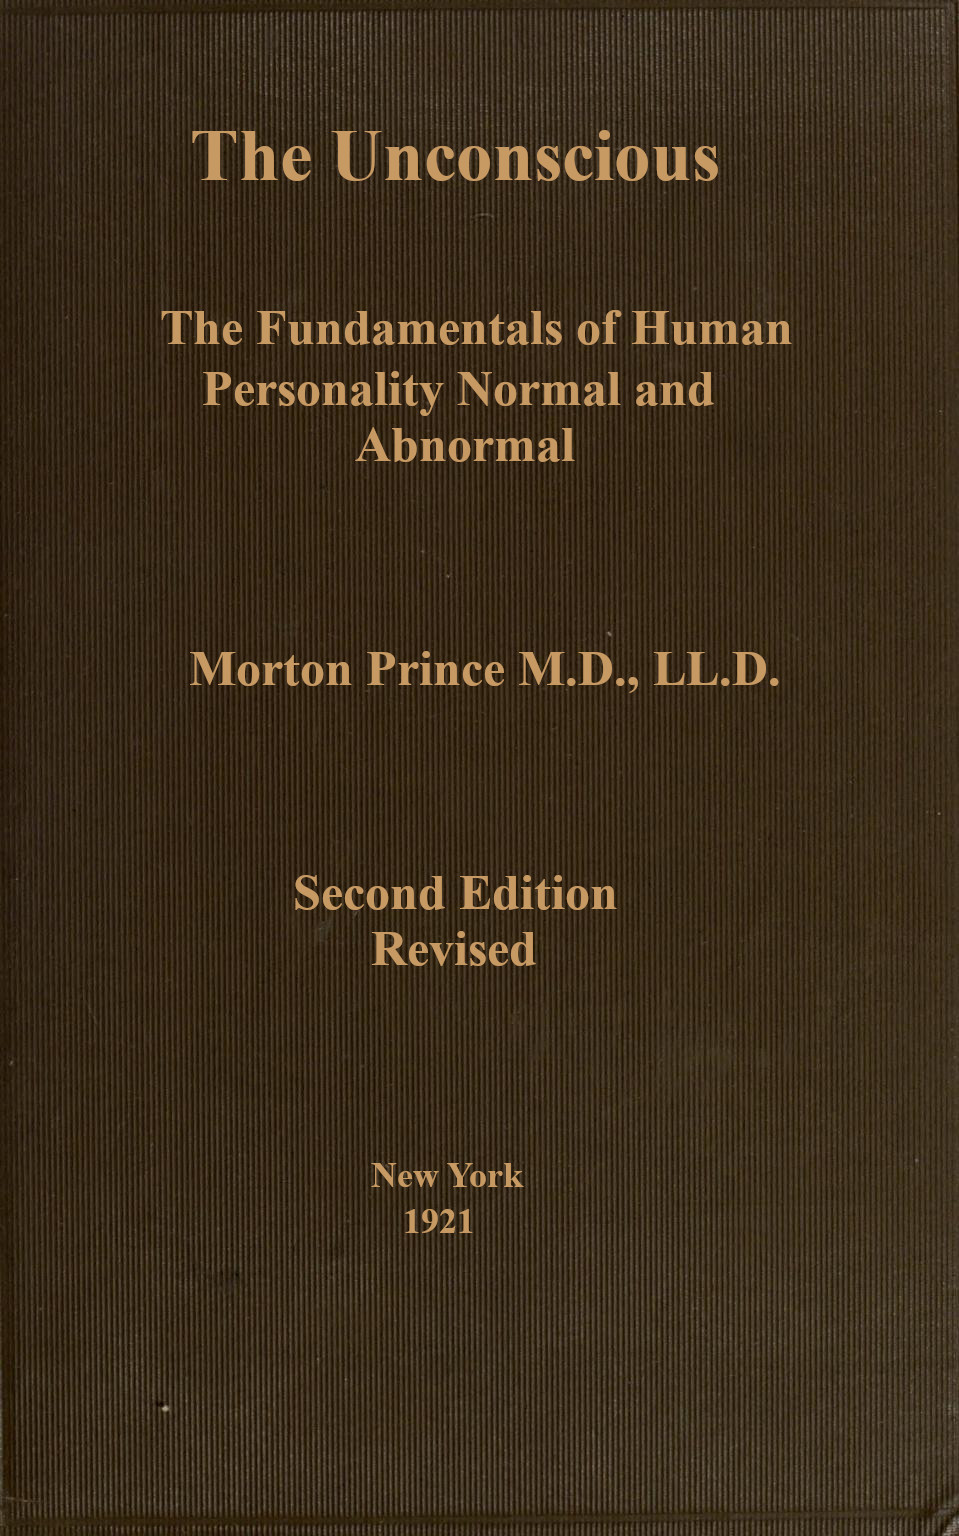 The Unconscious
The Fundamentals of Human
Personality Normal and
Abnormal
Morton Prince M.D., LL.D.
Second Edition
Revised
New York
1921